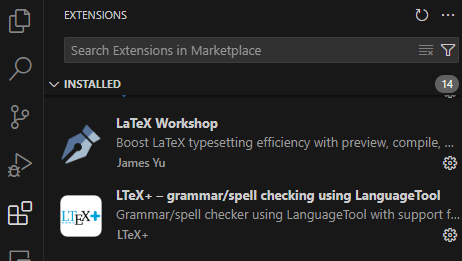 EXTENSIONS
Search Extensions in Marketplace
INSTALLED
14
LaTeX Workshop
Boost LaTeX typesetting efficiency with preview, compile, ...
James Yu
LTEX+
LTeX+ – grammar/spell checking using LanguageTool
Grammar/spell checker using LanguageTool with support f...
LTeX+